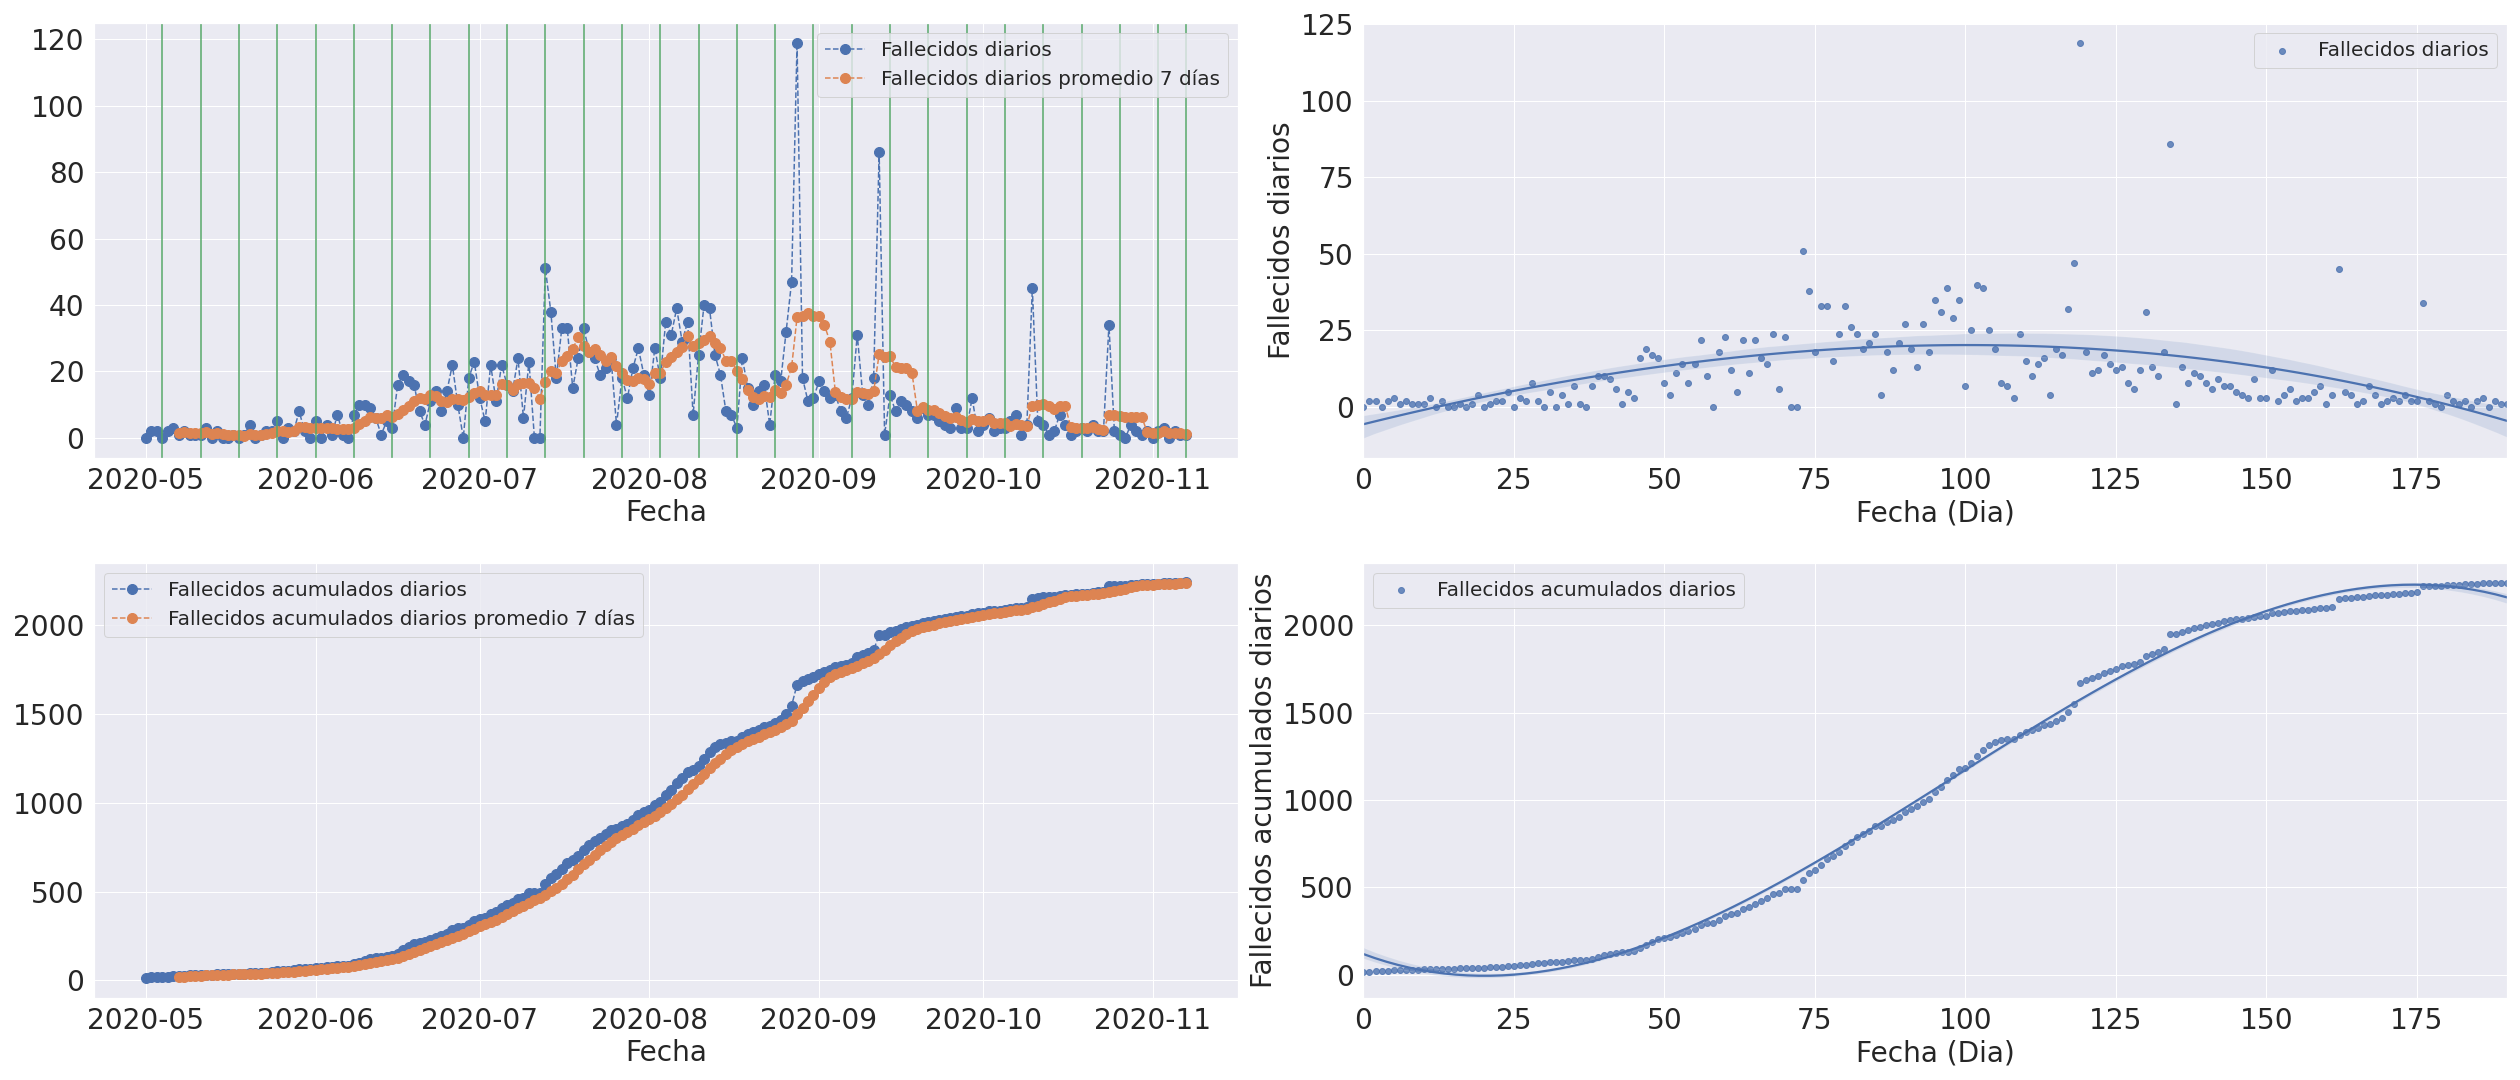 120
100
80
60
40
20
0
Fallecidos diarios
Fallecidos diarios promedio 7 días
2020-05 2020-06 2020-07 2020-08 2020-09 2020-10 2020-11
Fecha
125
100
75
50
25
0
Fallecidos diarios
Fallecidos diarios
0 25 50 75 100 125 150 175
Fecha (Dia)
Fallecidos acumulados diarios
Fallecidos acumulados diarios promedio 7 días
2000
1500
1000
500
0
2020-05 2020-06 2020-07 2020-08 2020-09 2020-10 2020-11
Fecha
Fallecidos acumulados diarios
Fallecidos acumulados diarios
2000
1500
1000
500
0
0 25 50 75 100 125 150 175
Fecha (Dia)